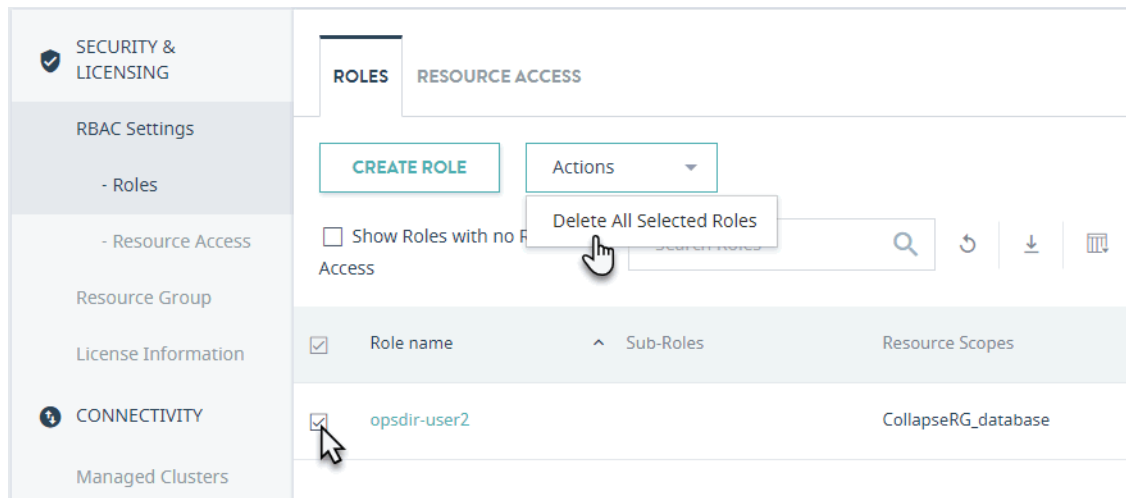 SECURITY &
LICENSING
RBAC Settings
- Roles
- Resource Access
Resource Group
License Information
CONNECTIVITY
Managed Clusters
ROLES
RESOURCE ACCESS
CREATE ROLE
Actions
Delete All Selected Roles
Show Roles with no R
Access
Role name
Sub-Roles
Resource Scopes
opsdir-user2
CollapseRG_database